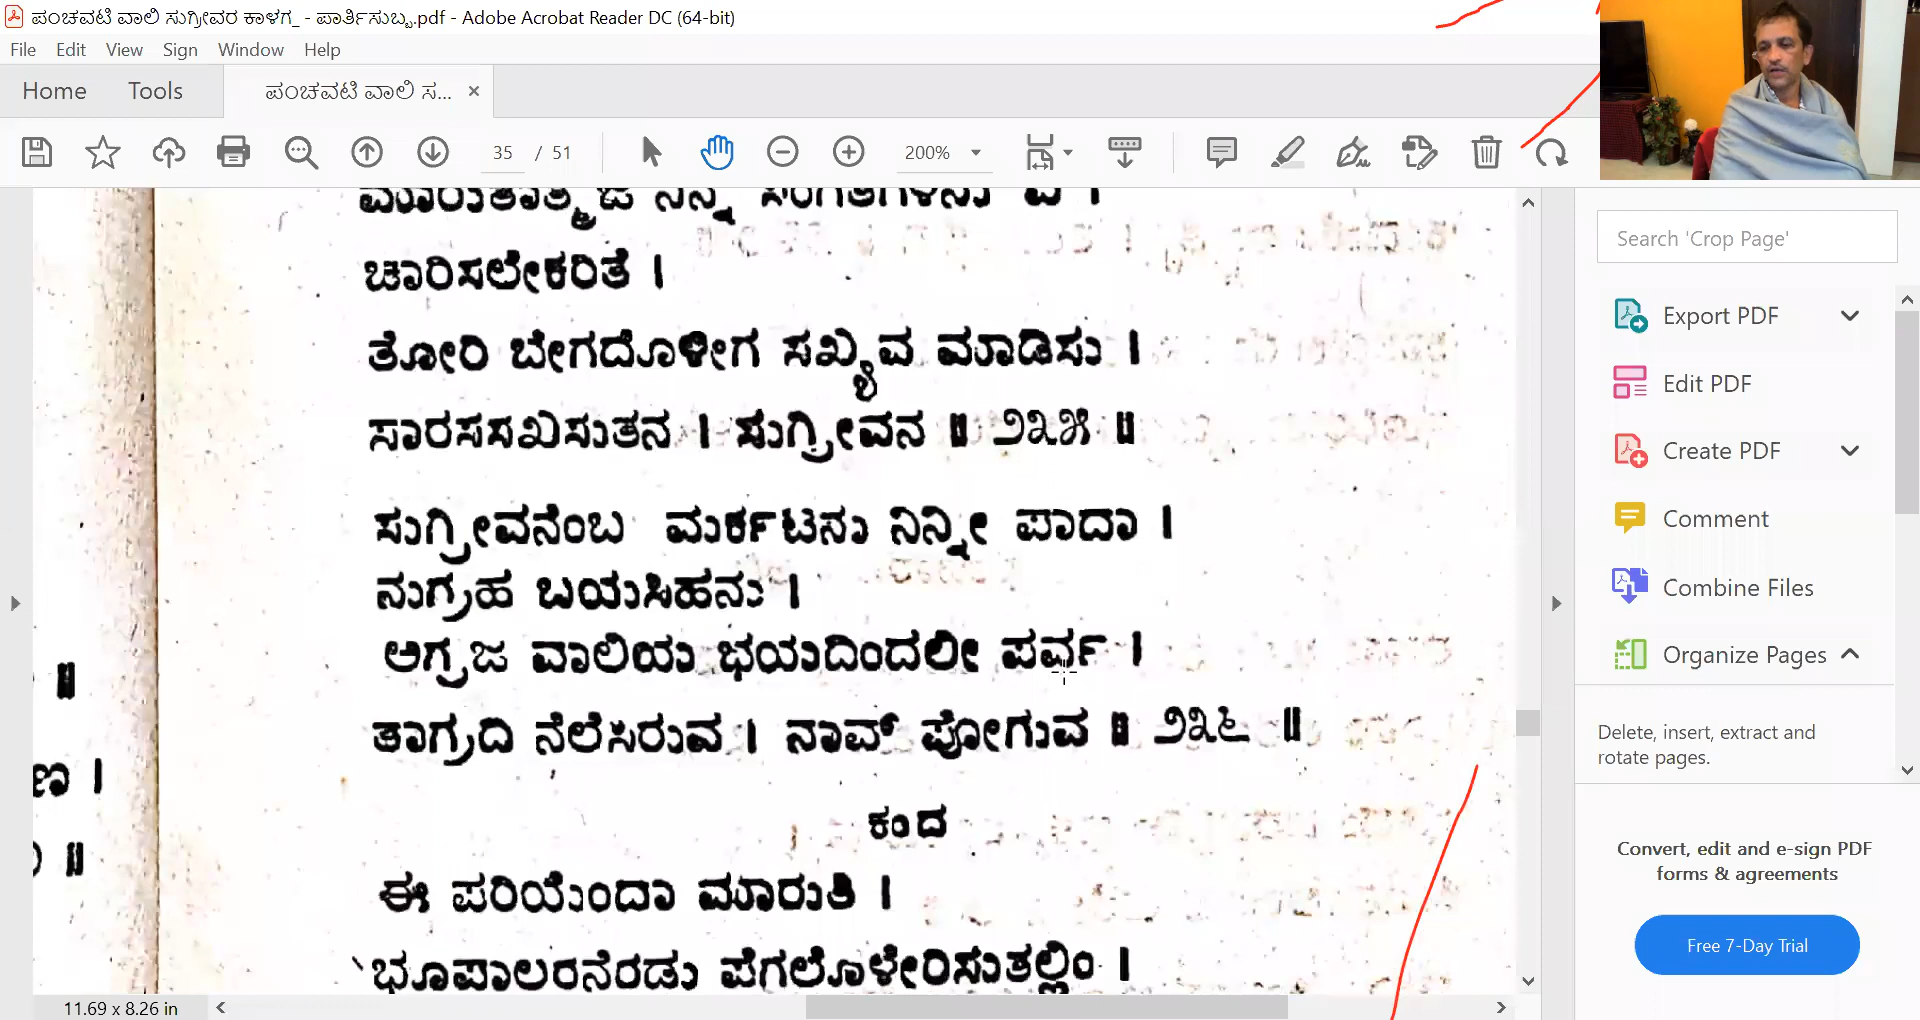 ಪಂಚವಟಿ ವಾಲಿ ಸುಗ್ರೀವರ ಕಾಳಗ_ - ಪಾರ್ತಿಸುಬ್ಬ.pdf - Adobe Acrobat Reader DC (64-bit)
File Edit View Sign Window Help
Home Tools ಪಂಚವಟಿ ವಾಲಿ ಸ... ×
35 / 51 200%
ಮಾರುತಾತ್ಮಜ ನಿನ್ನ
ಚಾರಿಸಲೇಕರಿತೆ ।
ತೋರಿ ಬೇಗದೊಳೀಗ ಸಖ್ಯವ ಮಾಡಿಸು ।
ಸಾರಸಸಖಸುತನ । ಸುಗ್ರೀವನ ॥ ೨೩೫ ॥
ಸುಗ್ರೀವನೆಂಬ ಮರ್ಕಟನು ನಿನ್ನೀ ಪಾದಾ ।
ನುಗ್ರಹ ಬಯಸಿಹನು ।
ಅಗ್ರಜ ವಾಲಿಯ ಭಯದಿಂದಲೀ ಪರ್ವ ।
ತಾಗ್ರದಿ ನೆಲೆಸಿರುವ । ನಾವ್ ಪೋಗುವ ॥ ೨೩೬ ॥
ಕಂದ
ಈ ಪರಿಯೆಂದಾ ಮಾರುತಿ ।
ಭೂಪಾಲರನೆರಡು ಪೆಗಲೊಳೇರಿಸುತಲ್ಲಿಂ ।
॥
ಣ ।
॥
11.69 x 8.26 in
Search 'Crop Page'
Export PDF
Edit PDF
Create PDF
Comment
Combine Files
Organize Pages
Delete, insert, extract and
rotate pages.
Convert, edit and e-sign PDF
forms & agreements
Free 7-Day Trial